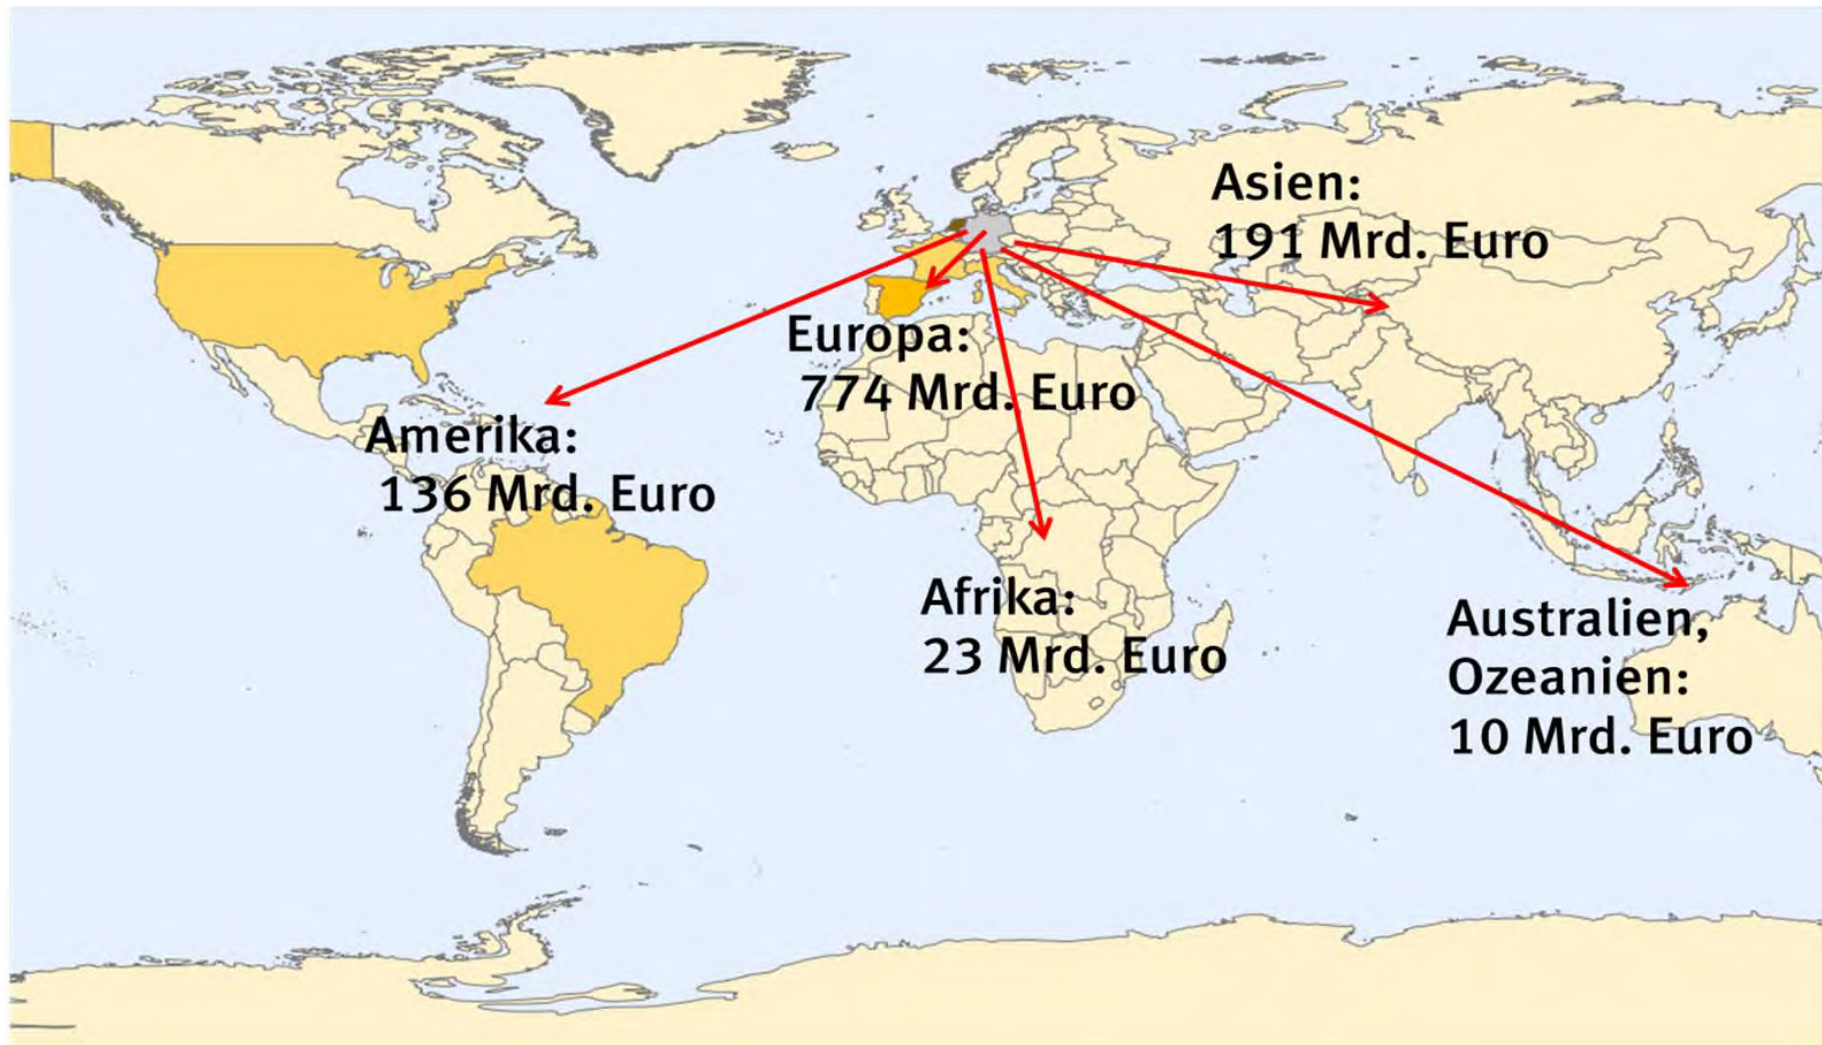 Asien:
191 Mrd. Euro
Europa:
774 Mrd. Euro
Amerika:
136 Mrd. Euro
Afrika:
23 Mrd. Euro
Australien,
Ozeanien:
10 Mrd. Euro